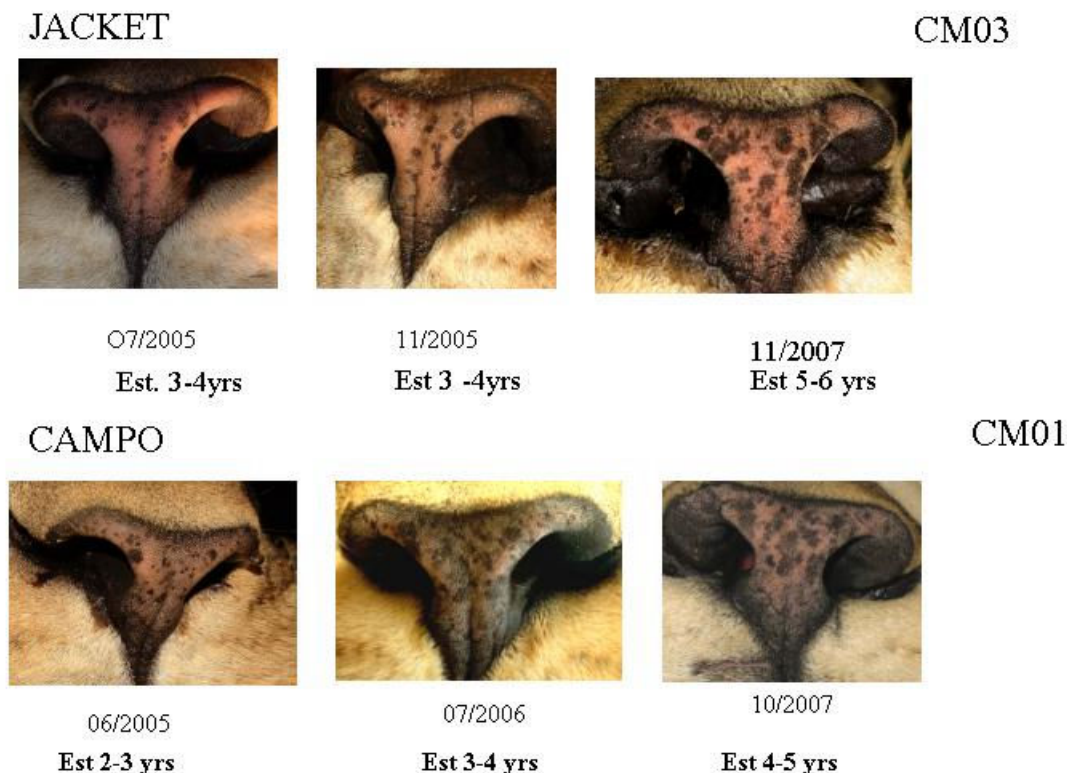 JACKET CM03
O7/2005 11/2005 11/2007
Est. 3-4yrs Est 3 -4yrs Est 5-6 yrs
CAMPO CM01
06/2005 07/2006 10/2007
Est 2-3 yrs Est 3-4 yrs Est 4-5 yrs